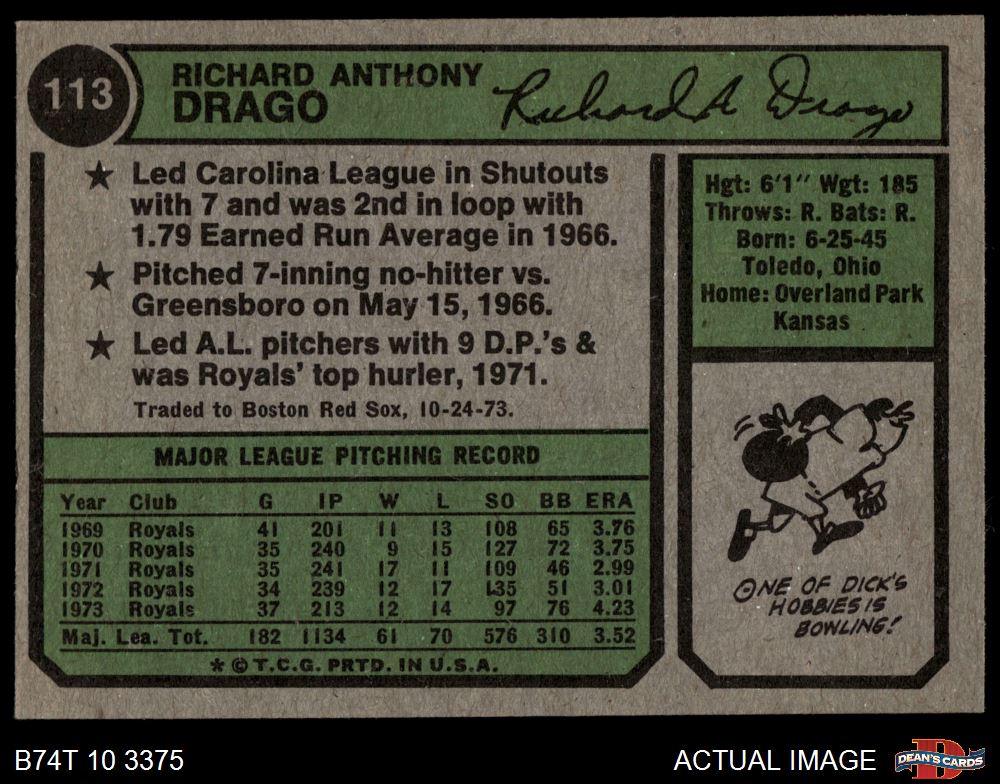 113
RICHARD ANTHONY
DRAGO
Richard A Drago
★ Led Carolina League in Shutouts
with 7 and was 2nd in loop with
1.79 Earned Run Average in 1966.
★ Pitched 7-inning no-hitter vs.
Greensboro on May 15, 1966.
★ Led A.L. pitchers with 9 D.P.'s &
was Royals' top hurler, 1971.
Traded to Boston Red Sox, 10-24-73.
Hgt: 6'1" Wgt: 185
Throws: R. Bats: R.
Born: 6-25-45
Toledo, Ohio
Home: Overland Park
Kansas
MAJOR LEAGUE PITCHING RECORD
Year Club G IP W L SO BB ERA
1969 Royals 41 201 11 13 108 65 3.76
1970 Royals 35 240 9 15 127 72 3.75
1971 Royals 35 241 17 11 109 46 2.99
1972 Royals 34 239 12 17 135 51 3.01
1973 Royals 37 213 12 14 97 76 4.23
Maj. Lea. Tot. 182 1134 61 70 576 310 3.52
* © T.C.G. PRTD. IN U.S.A.
ONE OF DICK'S
HOBBIES IS
BOWLING!
B74T 10 3375
ACTUAL IMAGE
DEAN'S CARDS